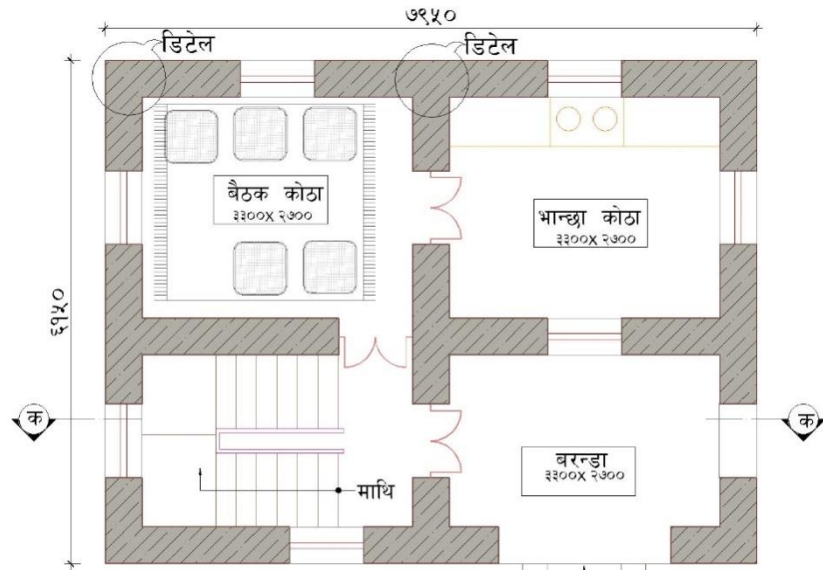 ७९५०
डिटेल
डिटेल
बैठक कोठा
३३००X २७००
भान्छा कोठा
३३००X २७००
६१५०
क
क
बरन्डा
३३००X २७००
माथि